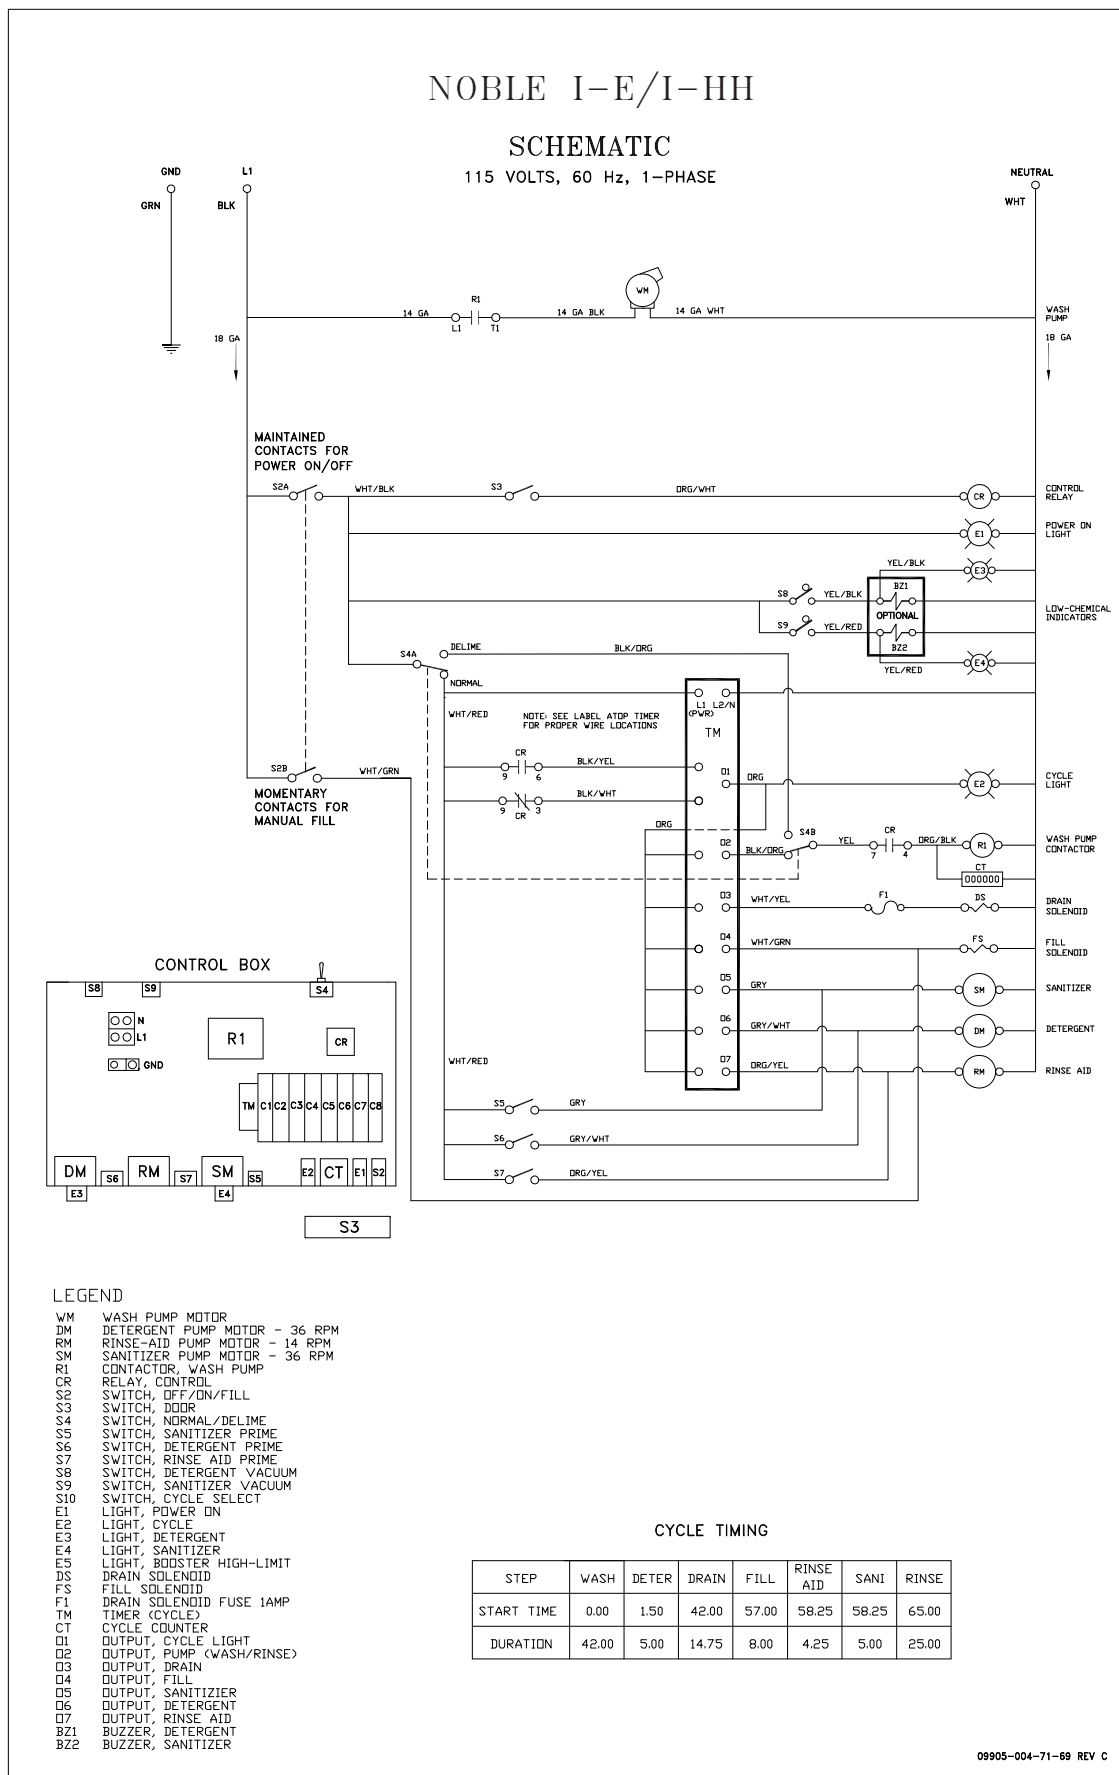 NOBLE I-E/I-HH
SCHEMATIC
115 VOLTS, 60 Hz, 1-PHASE
GND
L1
NEUTRAL
GRN
BLK
WHT
WM
R1
14 GA
L1
T1
14 GA BLK
14 GA WHT
WASH
PUMP
18 GA
18 GA
MAINTAINED
CONTACTS FOR
POWER ON/OFF
S2A
WHT/BLK
S3
ORG/WHT
CR
CONTROL
RELAY
E1
POWER ON
LIGHT
YEL/BLK
E3
S8
YEL/BLK
BZ1
OPTIONAL
LOW-CHEMICAL
INDICATORS
S9
YEL/RED
BZ2
YEL/RED
E4
S4A
DELIME
BLK/ORG
NORMAL
WHT/RED
NOTE: SEE LABEL ATOP TIMER
FOR PROPER WIRE LOCATIONS
L1 L2/N
(PWR)
TM
CR
9 6
BLK/YEL
O1
ORG
E2
CYCLE
LIGHT
S2B
WHT/GRN
MOMENTARY
CONTACTS FOR
MANUAL FILL
9 3
CR
BLK/WHT
ORG
O2
BLK/ORG
S4B
YEL
CR
7 4
ORG/BLK
R1
WASH PUMP
CONTACTOR
CT
000000
O3
WHT/YEL
F1
DS
DRAIN
SOLENOID
O4
WHT/GRN
FS
FILL
SOLENOID
O5
GRY
SM
SANITIZER
O6
GRY/WHT
DM
DETERGENT
O7
ORG/YEL
RM
RINSE AID
WHT/RED
S5
GRY
S6
GRY/WHT
S7
ORG/YEL
CONTROL BOX
S8
S9
S4
N
L1
GND
R1
CR
TM C1 C2 C3 C4 C5 C6 C7 C8
DM S6 RM S7 SM S5 E2 CT E1 S2
E3
E4
S3
LEGEND
WM WASH PUMP MOTOR
DM DETERGENT PUMP MOTOR - 36 RPM
RM RINSE-AID PUMP MOTOR - 14 RPM
SM SANITIZER PUMP MOTOR - 36 RPM
R1 CONTACTOR, WASH PUMP
CR RELAY, CONTROL
S2 SWITCH, OFF/ON/FILL
S3 SWITCH, DOOR
S4 SWITCH, NORMAL/DELIME
S5 SWITCH, SANITIZER PRIME
S6 SWITCH, DETERGENT PRIME
S7 SWITCH, RINSE AID PRIME
S8 SWITCH, DETERGENT VACUUM
S9 SWITCH, SANITIZER VACUUM
S10 SWITCH, CYCLE SELECT
E1 LIGHT, POWER ON
E2 LIGHT, CYCLE
E3 LIGHT, DETERGENT
E4 LIGHT, SANITIZER
E5 LIGHT, BOOSTER HIGH-LIMIT
DS DRAIN SOLENOID
FS FILL SOLENOID
F1 DRAIN SOLENOID FUSE 1AMP
TM TIMER (CYCLE)
CT CYCLE COUNTER
O1 OUTPUT, CYCLE LIGHT
O2 OUTPUT, PUMP (WASH/RINSE)
O3 OUTPUT, DRAIN
O4 OUTPUT, FILL
O5 OUTPUT, SANITIZIER
O6 OUTPUT, DETERGENT
O7 OUTPUT, RINSE AID
BZ1 BUZZER, DETERGENT
BZ2 BUZZER, SANITIZER
CYCLE TIMING
STEP WASH DETER DRAIN FILL RINSE AID SANI RINSE
START TIME 0.00 1.50 42.00 57.00 58.25 58.25 65.00
DURATION 42.00 5.00 14.75 8.00 4.25 5.00 25.00
09905-004-71-69 REV C